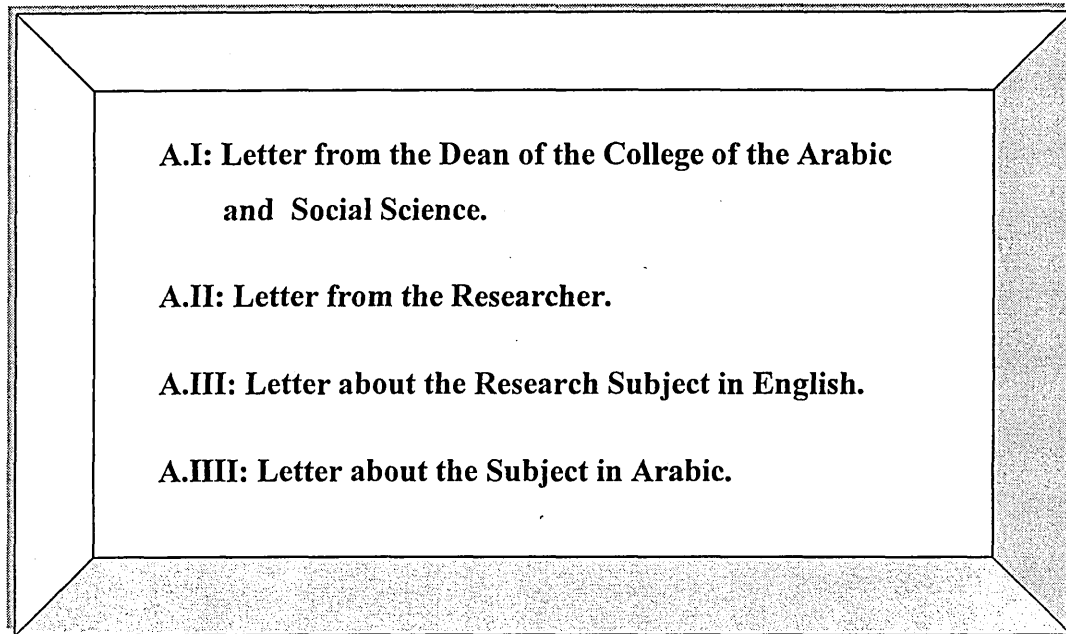 A.I: Letter from the Dean of the College of the Arabic
and Social Science.
A.II: Letter from the Researcher.
A.III: Letter about the Research Subject in English.
A.IIII: Letter about the Subject in Arabic.